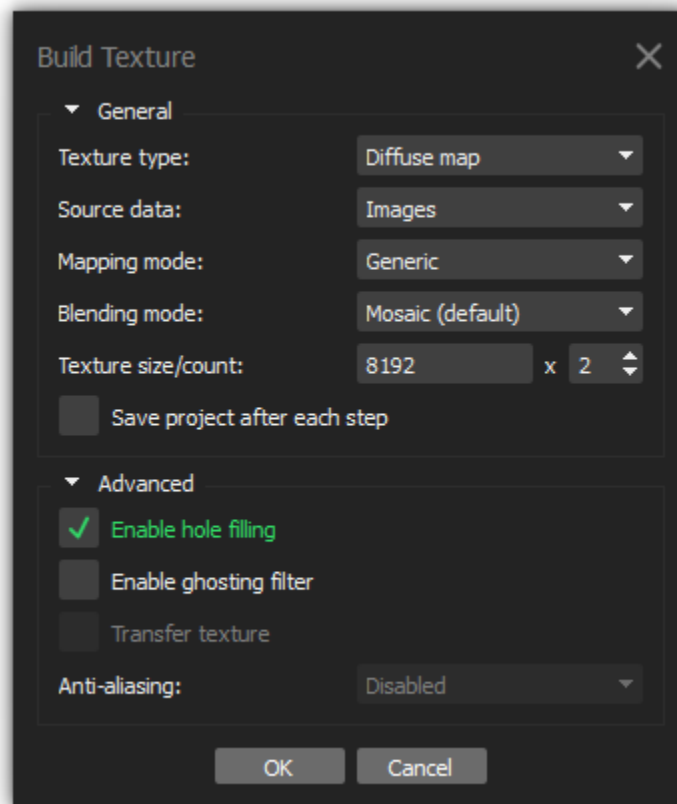 Build Texture
General
Texture type: Diffuse map
Source data: Images
Mapping mode: Generic
Blending mode: Mosaic (default)
Texture size/count: 8192 x 2
Save project after each step
Advanced
Enable hole filling
Enable ghosting filter
Transfer texture
Anti-aliasing: Disabled
OK Cancel